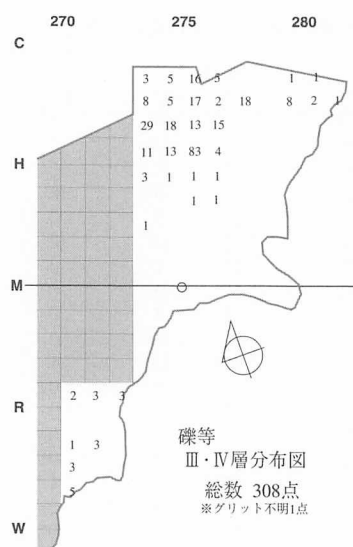 270 275 280
C
3 5 16 5 1 1
8 5 17 2 18 8 2 1
29 18 13 15
H
11 13 83 4
3 1 1 1
1 1
1
M
R
2 3 3
1 3
3
5
W
礫等
Ⅲ・Ⅳ層分布図
総数 308点
※グリット不明1点